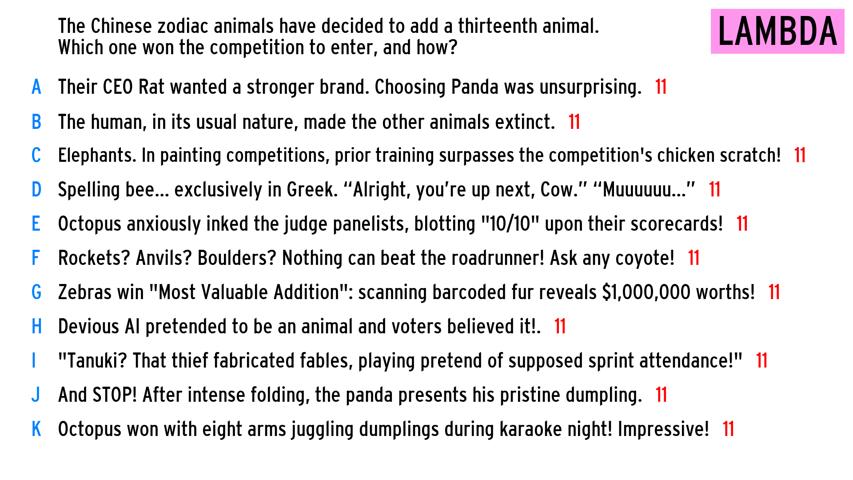 The Chinese zodiac animals have decided to add a thirteenth animal.
Which one won the competition to enter, and how?
LAMBDA
A Their CEO Rat wanted a stronger brand. Choosing Panda was unsurprising. 11
B The human, in its usual nature, made the other animals extinct. 11
C Elephants. In painting competitions, prior training surpasses the competition's chicken scratch! 11
D Spelling bee... exclusively in Greek. “Alright, you’re up next, Cow.” “Muuuuuu...” 11
E Octopus anxiously inked the judge panelists, blotting "10/10" upon their scorecards! 11
F Rockets? Anvils? Boulders? Nothing can beat the roadrunner! Ask any coyote! 11
G Zebras win "Most Valuable Addition": scanning barcoded fur reveals $1,000,000 worths! 11
H Devious AI pretended to be an animal and voters believed it!. 11
I "Tanuki? That thief fabricated fables, playing pretend of supposed sprint attendance!" 11
J And STOP! After intense folding, the panda presents his pristine dumpling. 11
K Octopus won with eight arms juggling dumplings during karaoke night! Impressive! 11